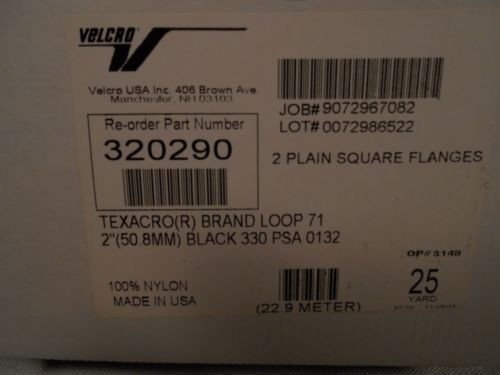 VELCRO
Velcro USA Inc. 406 Brown Ave.
Manchester, NH 03103
JOB# 9072967082
LOT# 0072986522
Re-order Part Number
320290
2 PLAIN SQUARE FLANGES
TEXACRO(R) BRAND LOOP 71
2"(50.8MM) BLACK 330 PSA 0132
OP# 3148
100% NYLON
MADE IN USA
(22.9 METER)
25
YARD